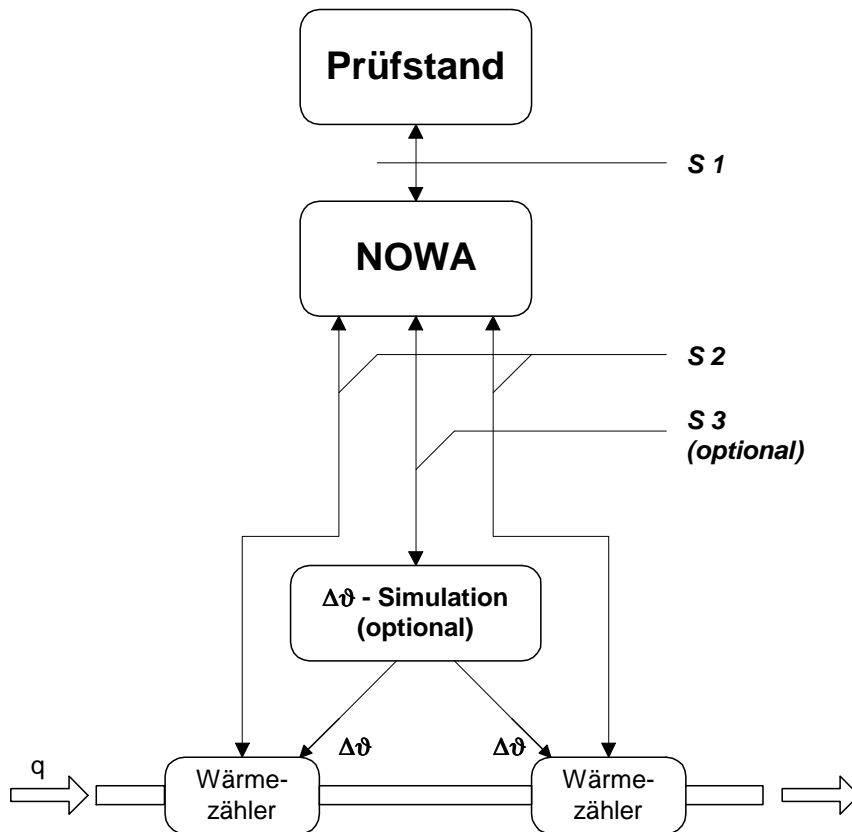 Prüfstand
S 1
NOWA
S 2
S 3
(optional)
Δϑ - Simulation
(optional)
Δϑ
Δϑ
q
Wärme-
zähler
Wärme-
zähler